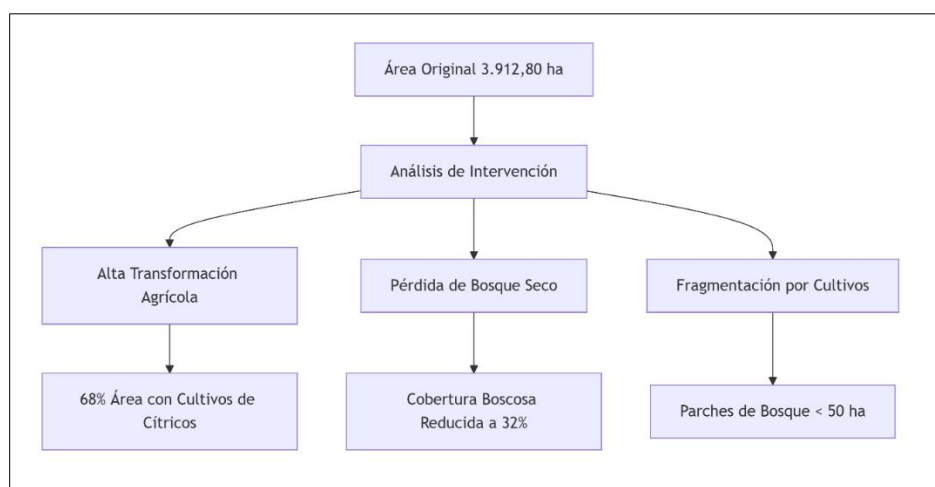 Área Original 3.912,80 ha
Análisis de Intervención
Alta Transformación
Agrícola
Pérdida de Bosque Seco
Fragmentación por Cultivos
68% Área con Cultivos de
Cítricos
Cobertura Boscosa
Reducida a 32%
Parches de Bosque < 50 ha